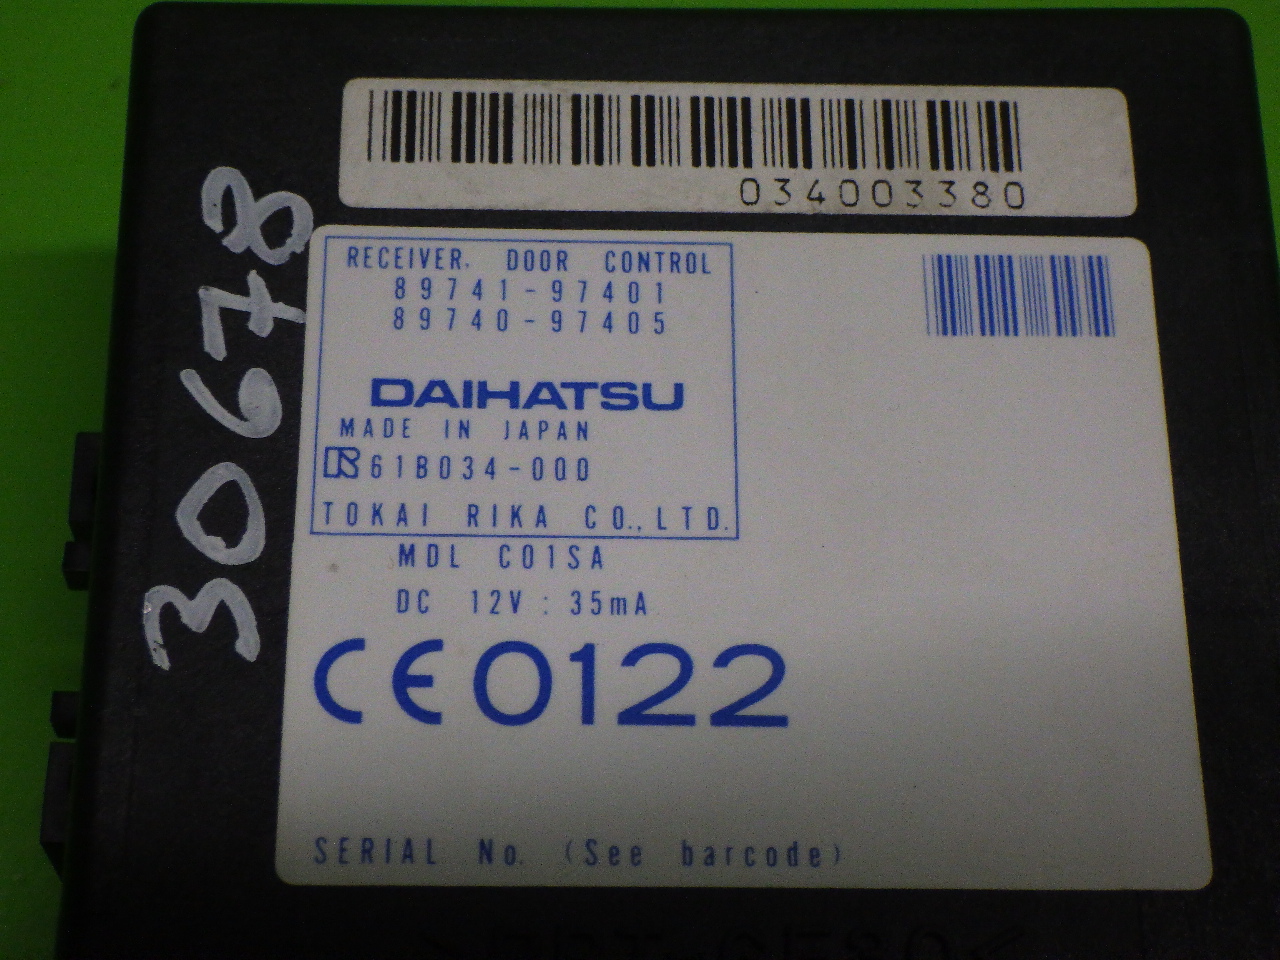 034003380
RECEIVER, DOOR CONTROL
89741-97401
89740-97405
DAIHATSU
MADE IN JAPAN
61B034-000
TOKAI RIKA CO.,LTD.
MDL C01SA
DC 12V : 35mA
CE0122
SERIAL No. (See barcode)
30678